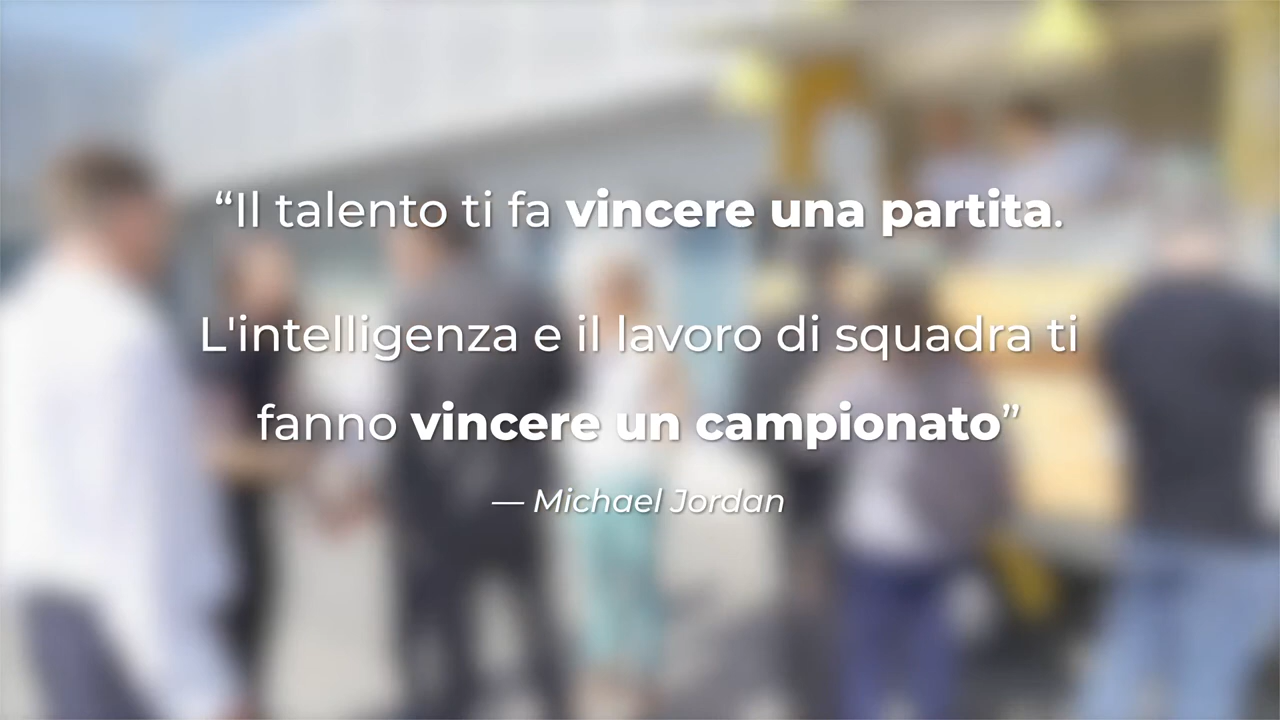 “Il talento ti fa vincere una partita.
L'intelligenza e il lavoro di squadra ti
fanno vincere un campionato”
— Michael Jordan